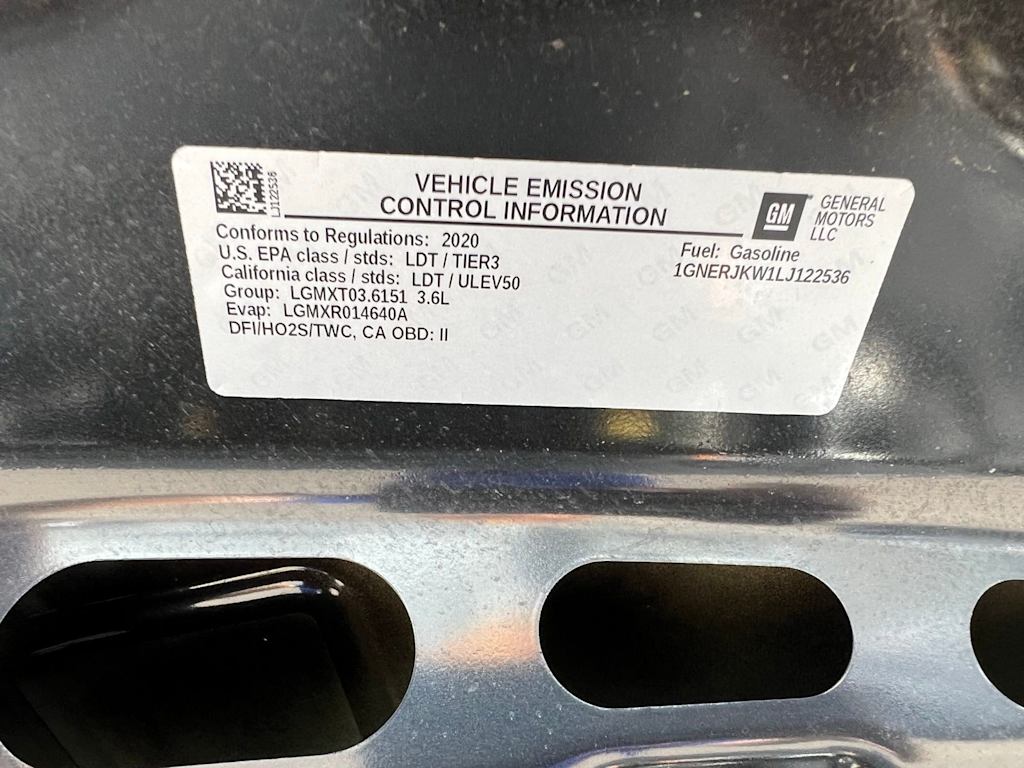 LJ122536
VEHICLE EMISSION
CONTROL INFORMATION
GM
GENERAL
MOTORS
LLC
Conforms to Regulations: 2020
U.S. EPA class / stds: LDT / TIER3
California class / stds: LDT / ULEV50
Group: LGMXT03.6151 3.6L
Evap: LGMXR014640A
DFI/HO2S/TWC, CA OBD: II
Fuel: Gasoline
1GNERJKW1LJ122536